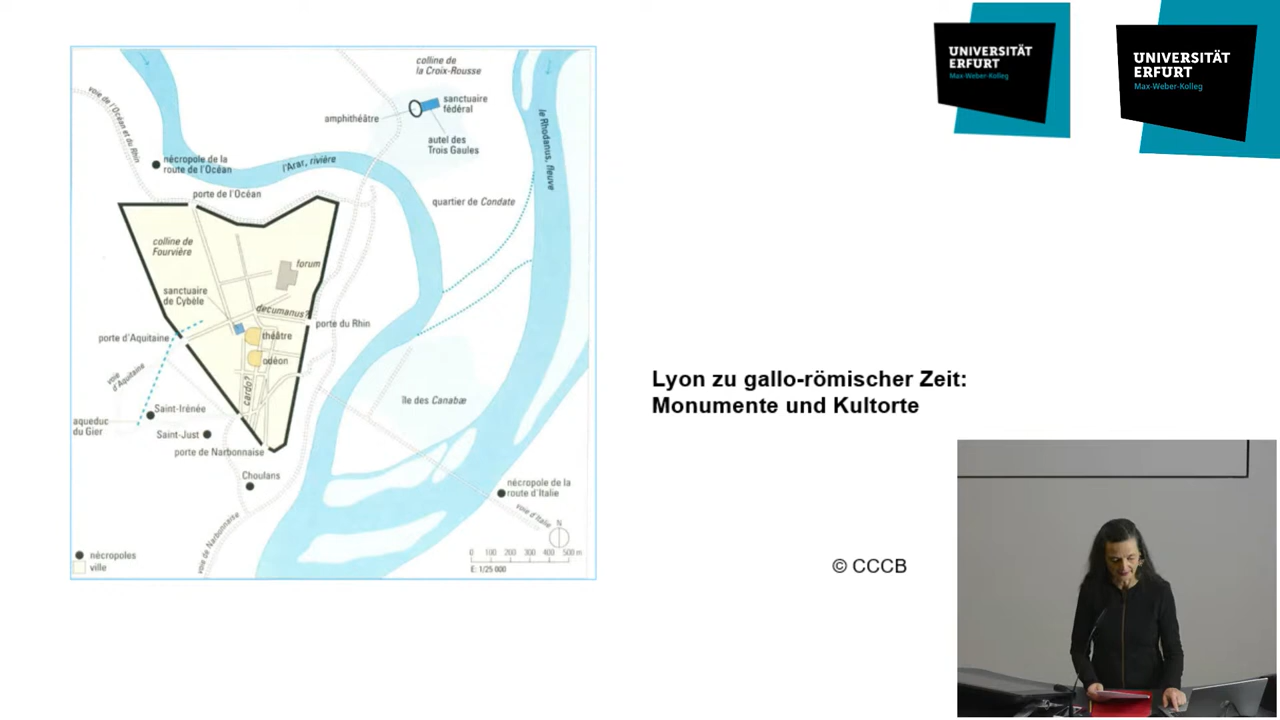 UNIVERSITÄT
ERFURT
Max-Weber-Kolleg
UNIVERSITÄT
ERFURT
Max-Weber-Kolleg
colline de
la Croix-Rousse
sanctuaire
fédéral
amphithéâtre
autel des
Trois Gaules
voie de l'Océan et du Rhin
nécropole de la
route de l'Océan
l'Arar, rivière
le Rhodanus, fleuve
porte de l'Océan
quartier de Condate
colline de
Fourvière
forum
sanctuaire
de Cybèle
decumanus?
porte du Rhin
porte d'Aquitaine
théâtre
odéon
voie
d'Aquitaine
cardo?
île des Canabæ
Saint-Irénée
aqueduc
du Gier
Saint-Just
porte de Narbonnaise
Choulans
nécropole de la
route d'Italie
voie d'Italie
voie de Narbonnaise
N
nécropoles
ville
0 100 200 300 400 500 m
E: 1/25 000
Lyon zu gallo-römischer Zeit:
Monumente und Kultorte
© CCCB